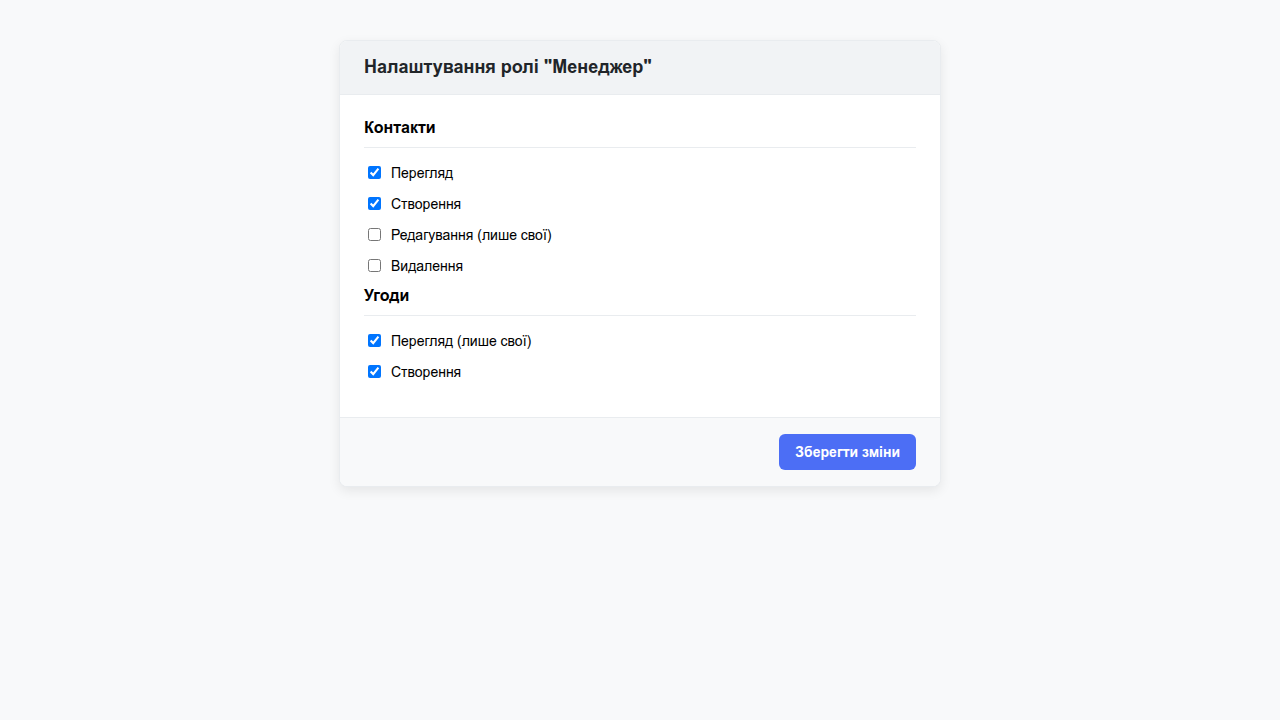 Налаштування ролі "Менеджер"
Контакти
Перегляд
Створення
Редагування (лише свої)
Видалення
Угоди
Перегляд (лише свої)
Створення
Зберегти зміни